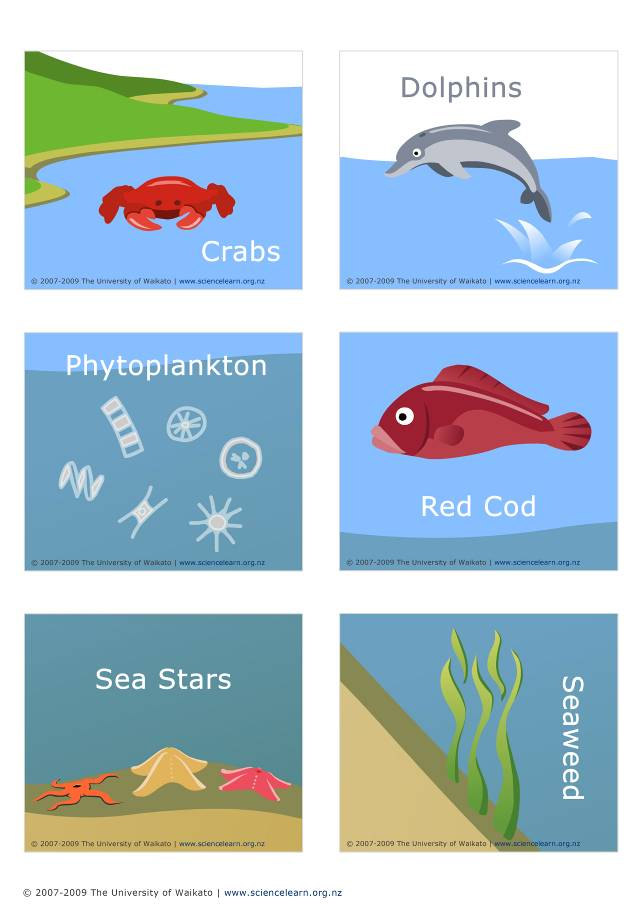 Crabs
© 2007-2009 The University of Waikato | www.sciencelearn.org.nz
Dolphins
© 2007-2009 The University of Waikato | www.sciencelearn.org.nz
Phytoplankton
© 2007-2009 The University of Waikato | www.sciencelearn.org.nz
Red Cod
© 2007-2009 The University of Waikato | www.sciencelearn.org.nz
Sea Stars
© 2007-2009 The University of Waikato | www.sciencelearn.org.nz
Seaweed
© 2007-2009 The University of Waikato | www.sciencelearn.org.nz
© 2007-2009 The University of Waikato | www.sciencelearn.org.nz